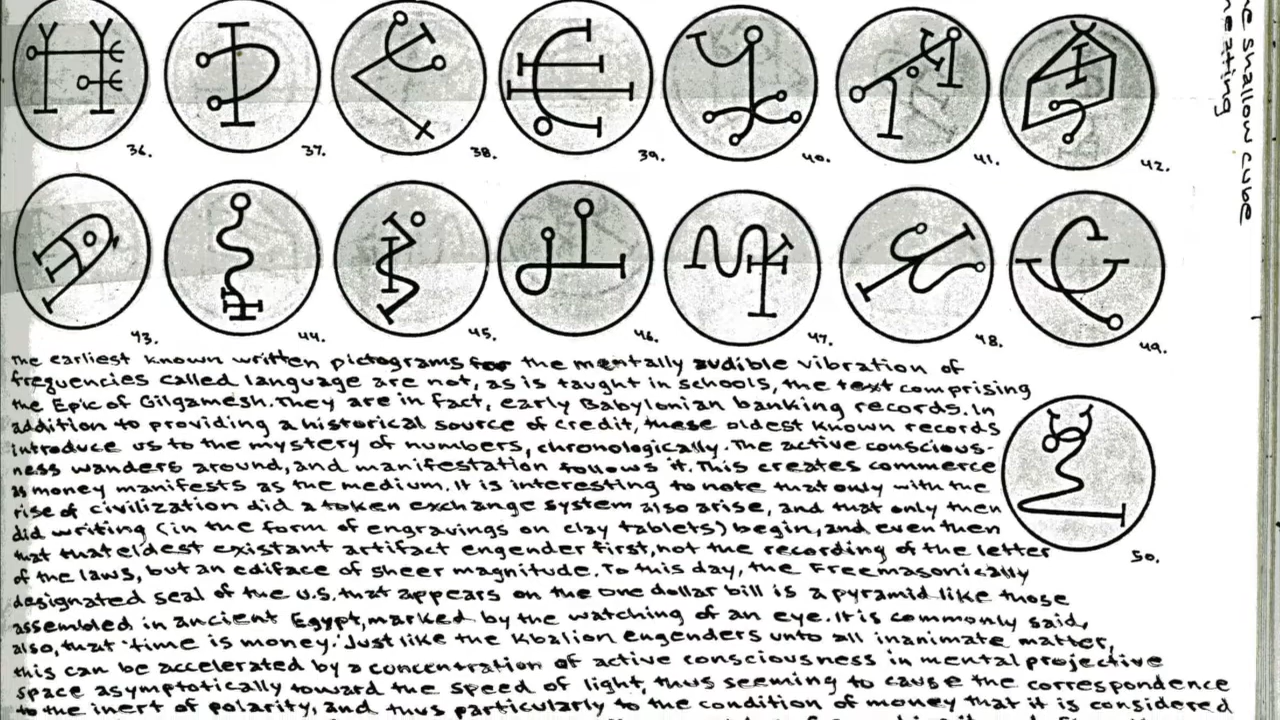 he shallow cube
neating
36. 37. 38. 39. 40. 41. 42.
43. 44. 45. 46. 47. 48. 49.
The earliest known written pictograms for the mentally audible vibration of
frequencies called language are not, as is taught in schools, the text comprising
the Epic of Gilgamesh. They are in fact, early Babylonian banking records. In
addition to providing a historical source of credit, these oldest known records
introduce us to the mystery of numbers, chronologically. The active conscious-
ness wanders around, and manifestation follows it. This creates commerce
as money manifests as the medium. It is interesting to note that only with the
rise of civilization did a token exchange system also arise, and that only then
did writing (in the form of engravings on clay tablets) begin, and even then
that that eldest existant artifact engender first, not the recording of the letter
50.
of the laws, but an ediface of sheer magnitude. To this day, the Freemasonically
designated seal of the U.S. that appears on the one dollar bill is a pyramid like those
assembled in ancient Egypt, marked by the watching of an eye. It is commonly said,
also, that 'time is money.' Just like the Kbalion engenders unto all inanimate matter,
this can be accelerated by a concentration of active consciousness in mental projective
space asymptotically toward the speed of light, thus seeming to cause the correspondence
to the inert of polarity, and thus particularly to the condition of money that it is considered